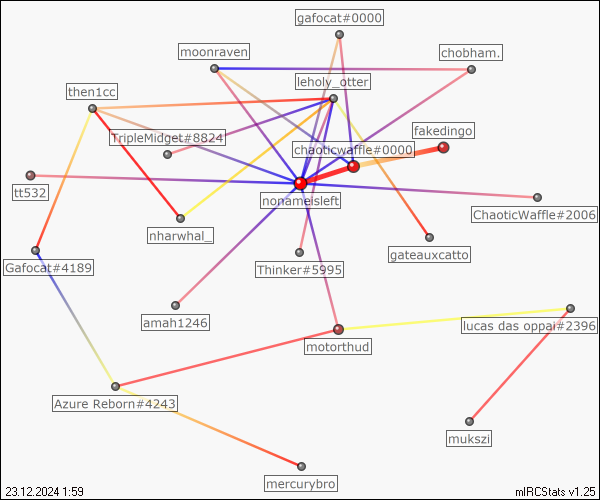 gafocat#0000
moonraven
chobham.
leholy_otter
then1cc
fakedingo
TripleMidget#8824
chaoticwaffle#0000
tt532
nonameisleft
ChaoticWaffle#2006
nharwhal_
gateauxcatto
Gafocat#4189
Thinker#5995
amah1246
lucas das oppai#2396
motorthud
Azure Reborn#4243
mukszi
mercurybro
23.12.2024 1:59
mIRCStats v1.25